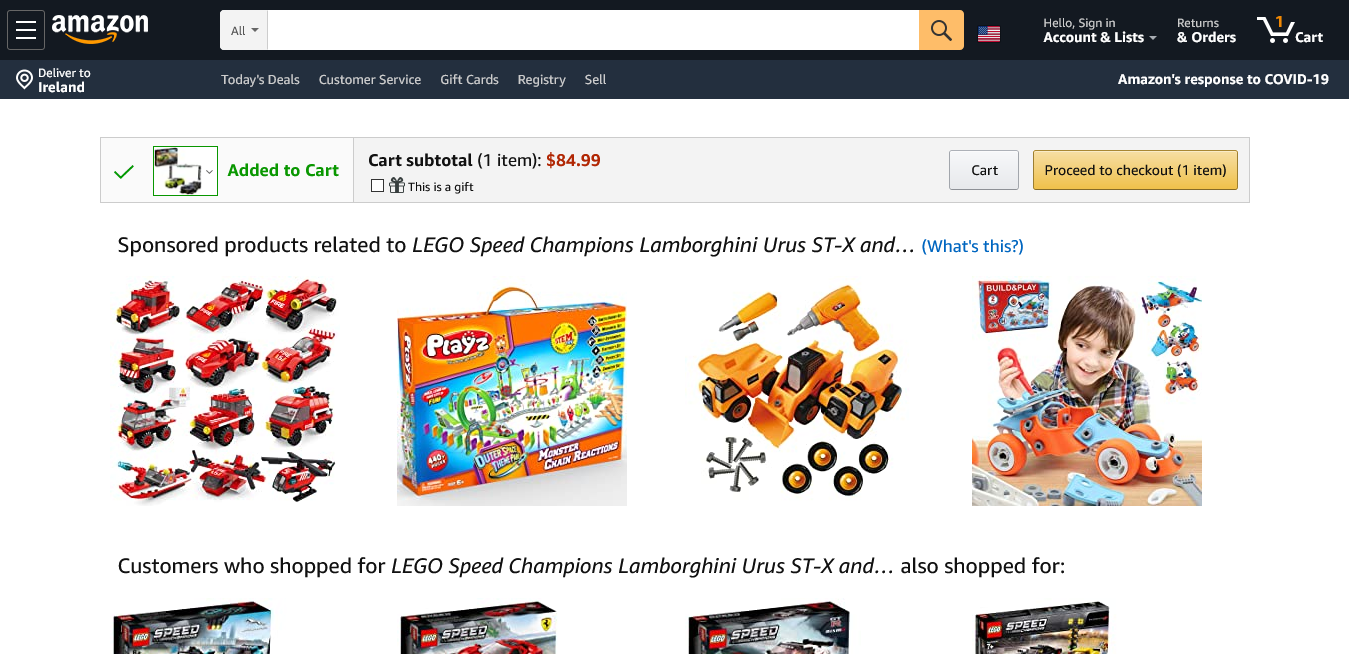 amazon
All
Hello, Sign in
Account & Lists
Returns
& Orders
1
Cart
Deliver to
Ireland
Today's Deals
Customer Service
Gift Cards
Registry
Sell
Amazon's response to COVID-19
Added to Cart
Cart subtotal (1 item): $84.99
This is a gift
Cart
Proceed to checkout (1 item)
Sponsored products related to LEGO Speed Champions Lamborghini Urus ST-X and… (What's this?)
FIRE
FIRE
Playz
STEM
440+
OUTER SPACE
THEME PARK
MONSTER
CHAIN REACTIONS
BUILD&PLAY
Customers who shopped for LEGO Speed Champions Lamborghini Urus ST-X and… also shopped for:
LEGO SPEED
LEGO SPEED
LEGO SPEED
LEGO SPEED